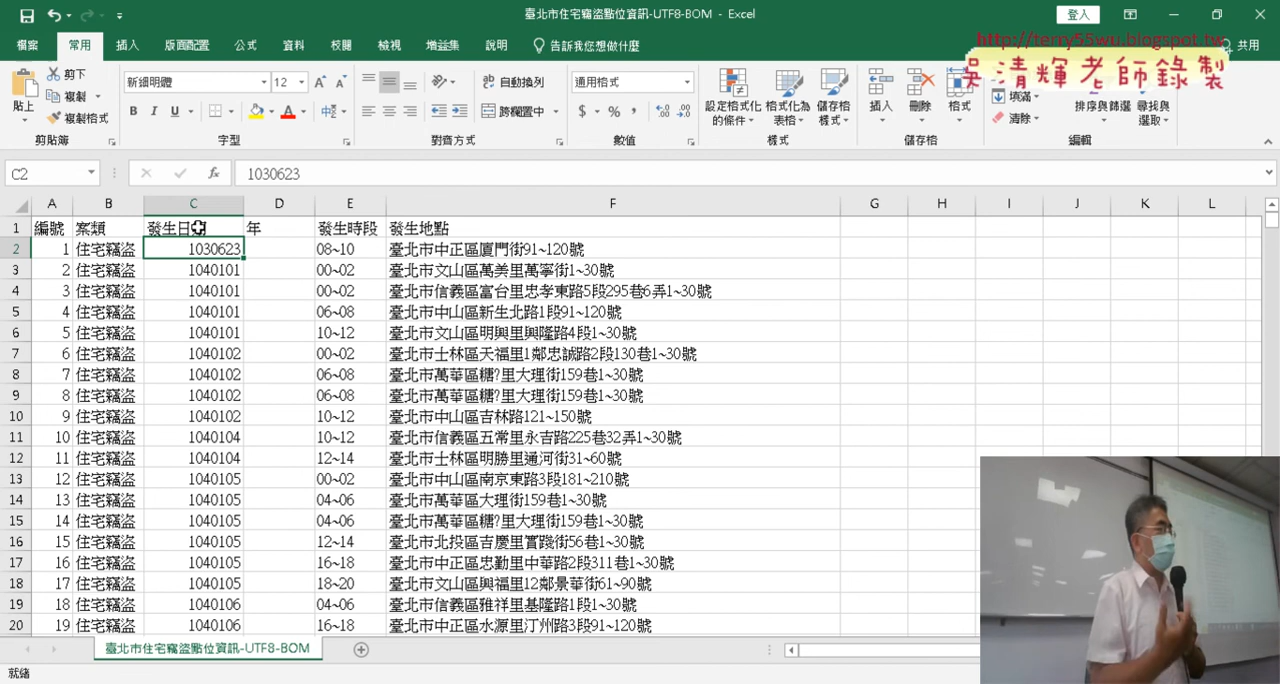 臺北市住宅竊盜點位資訊-UTF8-BOM - Excel
登入
檔案 常用 插入 版面配置 公式 資料 校閱 檢視 增益集 說明 告訴我您想做什麼 共用
http://terry55wu.blogspot.tw
吳清輝老師錄製
貼上 剪下 複製 複製格式
新細明體 12
B I U
自動換列
跨欄置中
通用格式
$ % ,
設定格式化的條件 格式化為表格 儲存格樣式
插入 刪除 格式
填滿
清除
排序與篩選 尋找與選取
剪貼簿 字型 對齊方式 數值 樣式 儲存格 編輯
C2 fx 1030623
A B C D E F G H I J K L
1 編號 案類 發生日期 年 發生時段 發生地點
2 1 住宅竊盜 1030623 08~10 臺北市中正區廈門街91~120號
3 2 住宅竊盜 1040101 00~02 臺北市文山區萬美里萬寧街1~30號
4 3 住宅竊盜 1040101 00~02 臺北市信義區富台里忠孝東路5段295巷6弄1~30號
5 4 住宅竊盜 1040101 06~08 臺北市中山區新生北路1段91~120號
6 5 住宅竊盜 1040101 10~12 臺北市文山區明興里興隆路4段1~30號
7 6 住宅竊盜 1040102 00~02 臺北市士林區天福里1鄰忠誠路2段130巷1~30號
8 7 住宅竊盜 1040102 06~08 臺北市萬華區糖?里大理街159巷1~30號
9 8 住宅竊盜 1040102 06~08 臺北市萬華區糖?里大理街159巷1~30號
10 9 住宅竊盜 1040102 10~12 臺北市中山區吉林路121~150號
11 10 住宅竊盜 1040104 10~12 臺北市信義區五常里永吉路225巷32弄1~30號
12 11 住宅竊盜 1040104 12~14 臺北市士林區明勝里通河街31~60號
13 12 住宅竊盜 1040105 00~02 臺北市中山區南京東路3段181~210號
14 13 住宅竊盜 1040105 04~06 臺北市萬華區大理街159巷1~30號
15 14 住宅竊盜 1040105 04~06 臺北市萬華區糖?里大理街159巷1~30號
16 15 住宅竊盜 1040105 12~14 臺北市北投區吉慶里實踐街56巷1~30號
17 16 住宅竊盜 1040105 16~18 臺北市中正區忠勤里中華路2段311巷1~30號
18 17 住宅竊盜 1040105 18~20 臺北市文山區興福里12鄰景華街61~90號
19 18 住宅竊盜 1040106 04~06 臺北市信義區雅祥里基隆路1段1~30號
20 19 住宅竊盜 1040106 16~18 臺北市中正區水源里汀州路3段91~120號
臺北市住宅竊盜點位資訊-UTF8-BOM
就緒